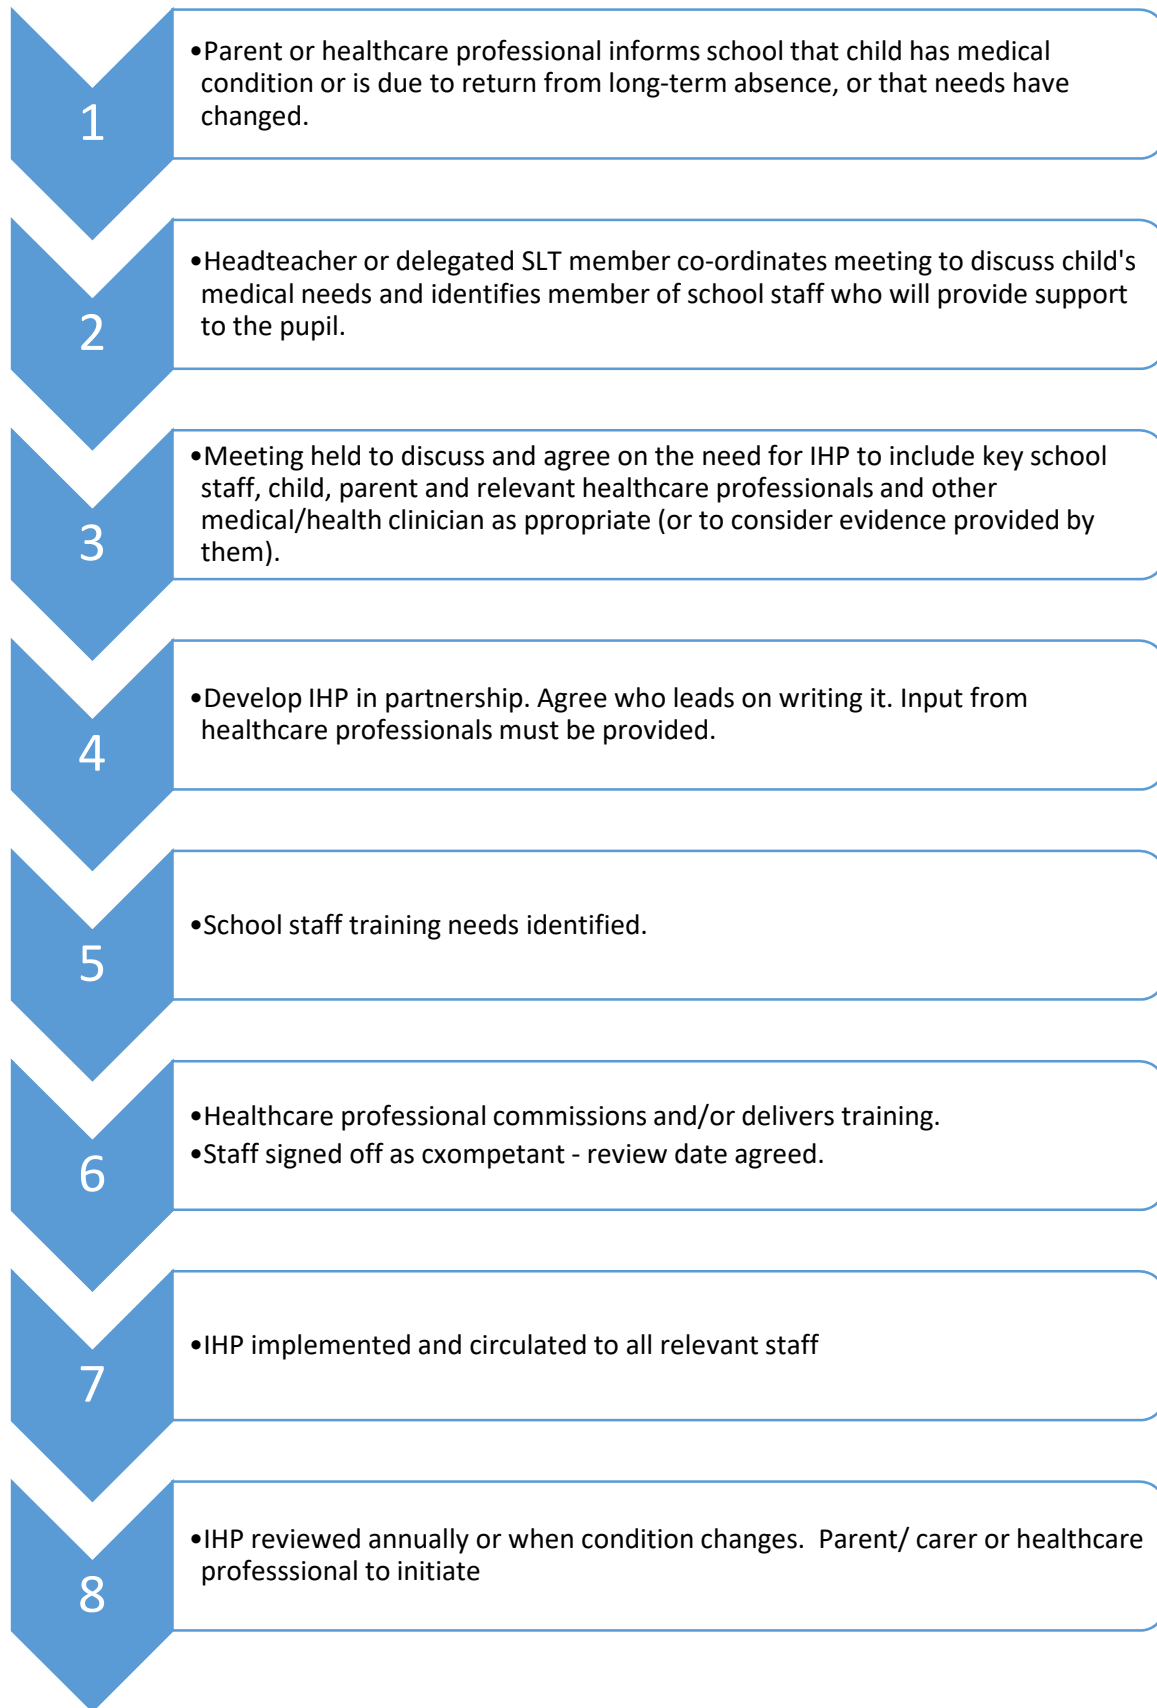 1
•Parent or healthcare professional informs school that child has medical
condition or is due to return from long-term absence, or that needs have
changed.
2
•Headteacher or delegated SLT member co-ordinates meeting to discuss child's
medical needs and identifies member of school staff who will provide support
to the pupil.
3
•Meeting held to discuss and agree on the need for IHP to include key school
staff, child, parent and relevant healthcare professionals and other
medical/health clinician as ppropriate (or to consider evidence provided by
them).
4
•Develop IHP in partnership. Agree who leads on writing it. Input from
healthcare professionals must be provided.
5
•School staff training needs identified.
6
•Healthcare professional commissions and/or delivers training.
•Staff signed off as cxompetant - review date agreed.
7
•IHP implemented and circulated to all relevant staff
8
•IHP reviewed annually or when condition changes.  Parent/ carer or healthcare
professsional to initiate